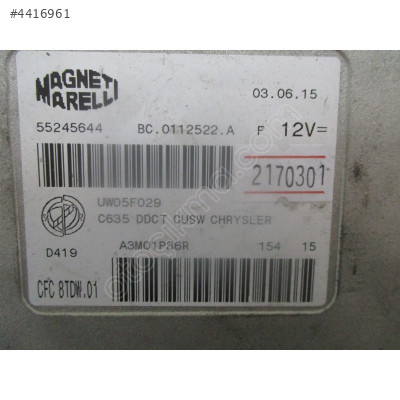 #4416961
MAGNETI
MARELLI
03.06.15
55245644 BC.0112522.A F 12V=
2170301
UW05F029
C635 DDCT CUSW CHRYSLER
D419 A3M01P36R 154 15
CFC 8TDW.01